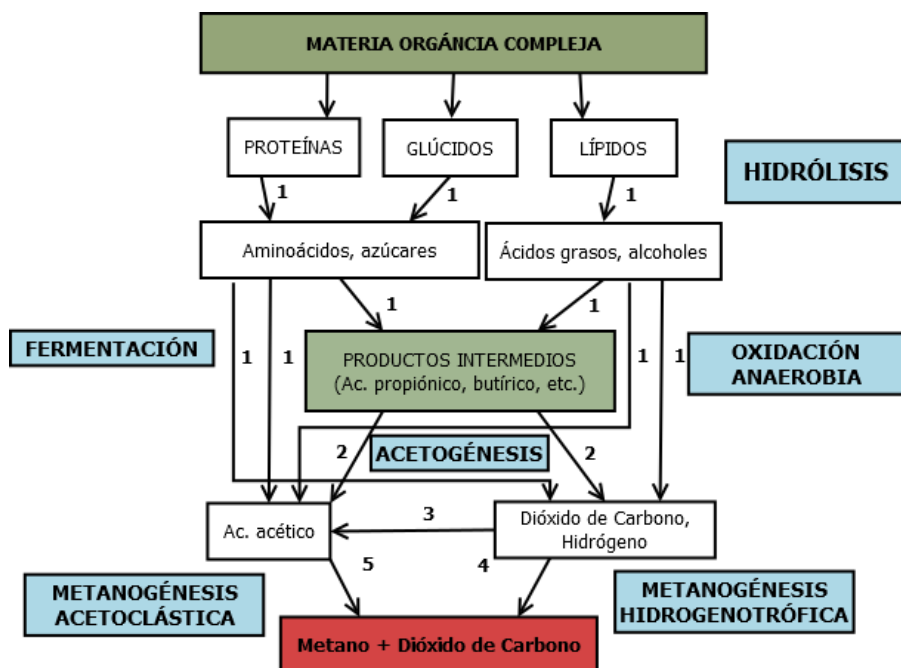 MATERIA ORGÁNCIA COMPLEJA
PROTEÍNAS
GLÚCIDOS
LÍPIDOS
HIDRÓLISIS
1
1
1
Aminoácidos, azúcares
Ácidos grasos, alcoholes
1
1
FERMENTACIÓN
1
1
PRODUCTOS INTERMEDIOS
(Ac. propiónico, butírico, etc.)
1
1
OXIDACIÓN
ANAEROBIA
2
ACETOGÉNESIS
2
Ac. acético
3
Dióxido de Carbono,
Hidrógeno
METANOGÉNESIS
ACETOCLÁSTICA
5
4
METANOGÉNESIS
HIDROGENOTRÓFICA
Metano + Dióxido de Carbono